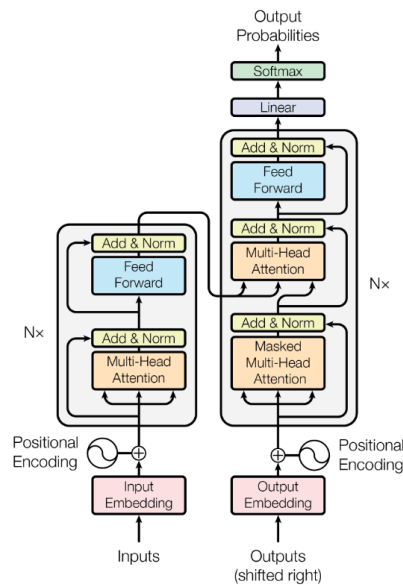 Output
Probabilities
Softmax
Linear
Add & Norm
Feed
Forward
Add & Norm
Multi-Head
Attention
Nx
Add & Norm
Masked
Multi-Head
Attention
Add & Norm
Feed
Forward
Nx
Add & Norm
Multi-Head
Attention
Positional
Encoding
Positional
Encoding
Input
Embedding
Output
Embedding
Inputs
Outputs
(shifted right)